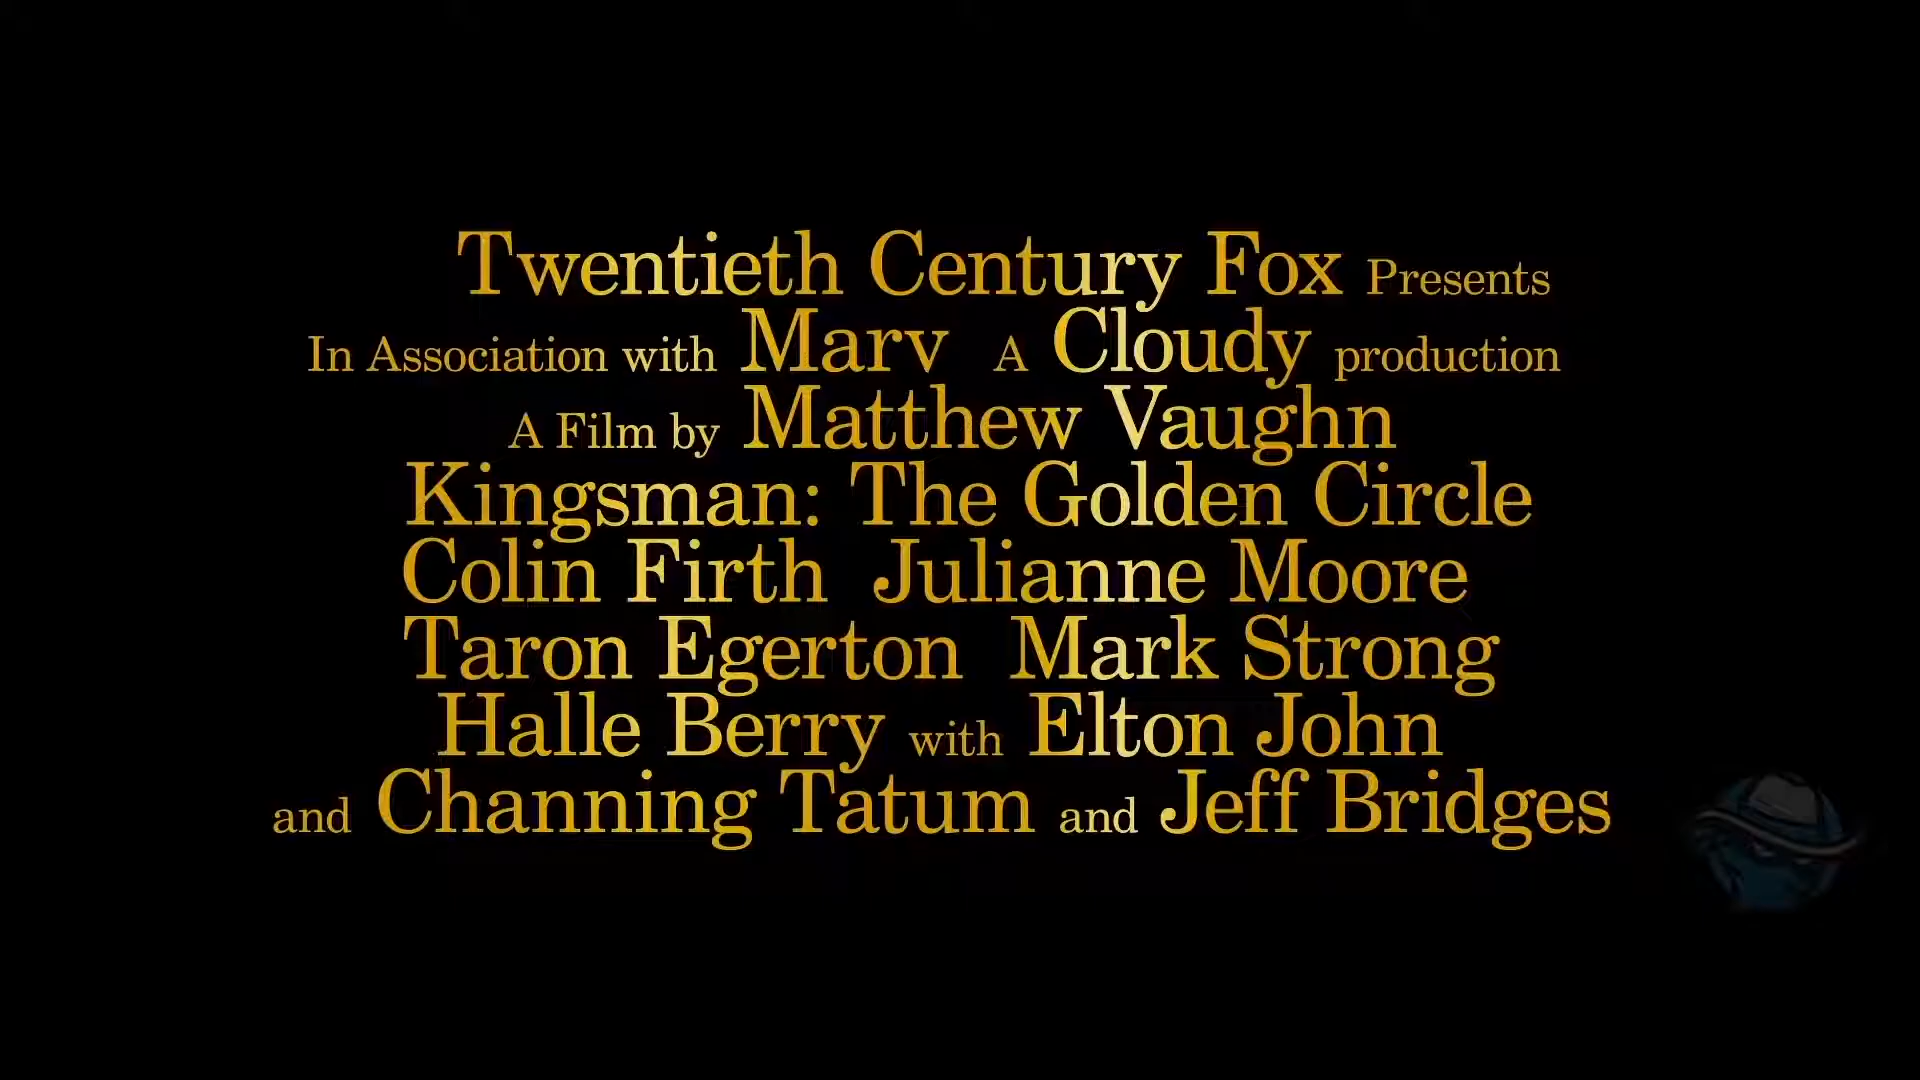 Twentieth Century Fox Presents
In Association with Marv A Cloudy production
A Film by Matthew Vaughn
Kingsman: The Golden Circle
Colin Firth Julianne Moore
Taron Egerton Mark Strong
Halle Berry with Elton John
and Channing Tatum and Jeff Bridges